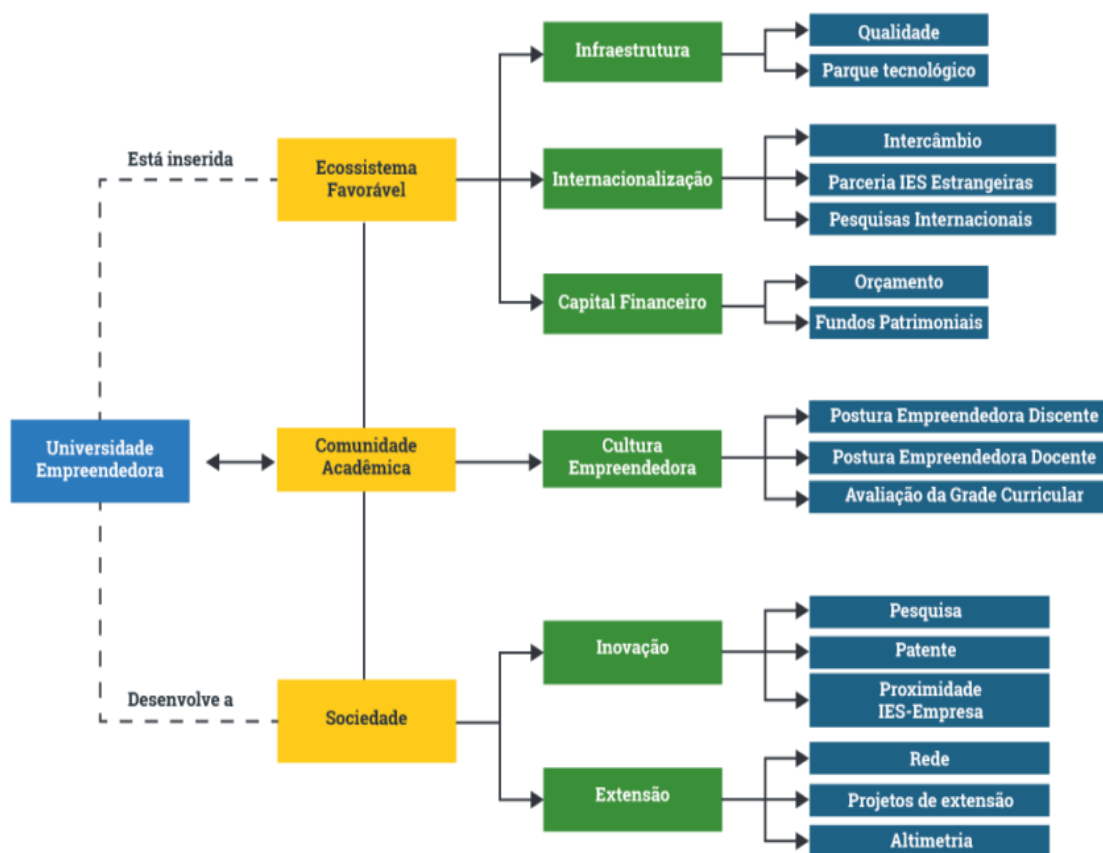 Qualidade
Infraestrutura
Parque tecnológico
Está inserida
Ecossistema
Favorável
Intercâmbio
Internacionalização
Parceria IES Estrangeiras
Pesquisas Internacionais
Orçamento
Capital Financeiro
Fundos Patrimoniais
Universidade
Empreendedora
Comunidade
Acadêmica
Cultura
Empreendedora
Postura Empreendedora Discente
Postura Empreendedora Docente
Avaliação da Grade Curricular
Desenvolve a
Sociedade
Inovação
Pesquisa
Patente
Proximidade
IES-Empresa
Extensão
Rede
Projetos de extensão
Altimetria